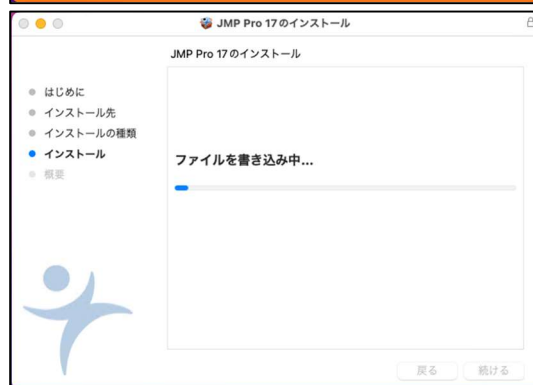 JMP Pro 17のインストール
JMP Pro 17のインストール
はじめに
インストール先
インストールの種類
インストール
概要
ファイルを書き込み中...
戻る
続ける